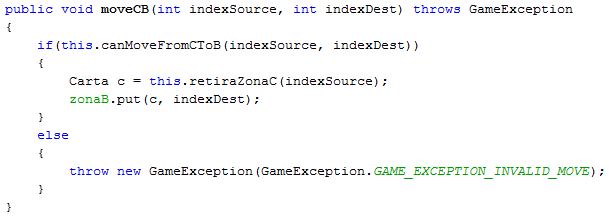 public void moveCB(int indexSource, int indexDest) throws GameException
{
    if(this.canMoveFromCToB(indexSource, indexDest))
    {
        Carta c = this.retiraZonaC(indexSource);
        zonaB.put(c, indexDest);
    }
    else
    {
        throw new GameException(GameException.GAME_EXCEPTION_INVALID_MOVE);
    }
}